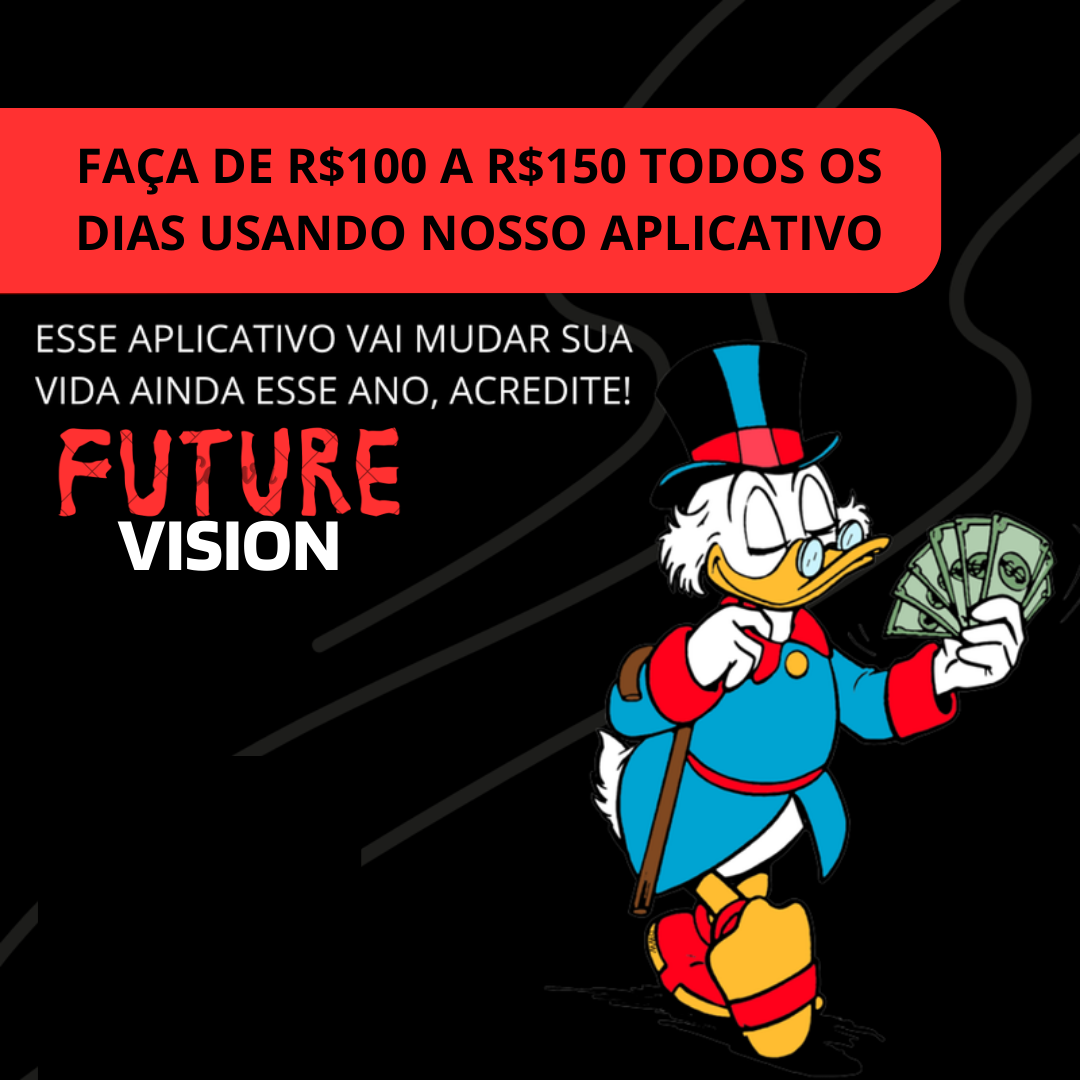 FAÇA DE R$100 A R$150 TODOS OS
DIAS USANDO NOSSO APLICATIVO
ESSE APLICATIVO VAI MUDAR SUA
VIDA AINDA ESSE ANO, ACREDITE!
FUTURE
VISION